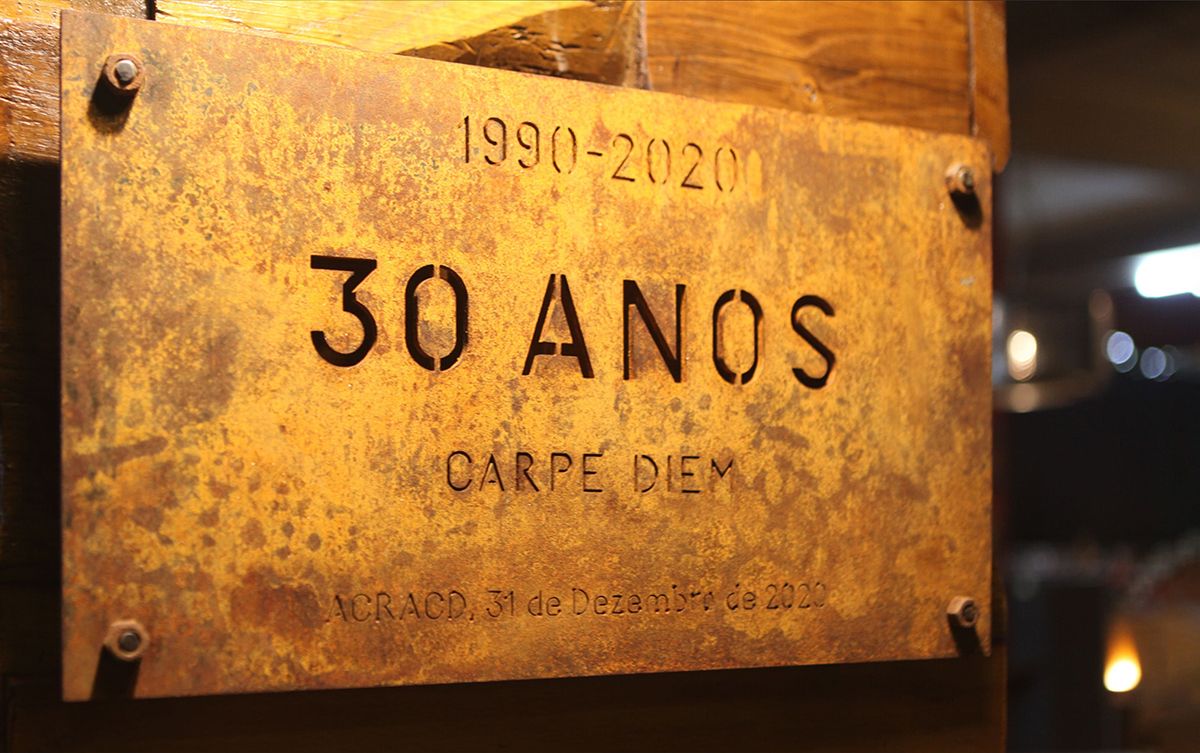 1990-2020
30 ANOS
CARPE DIEM
ACRACD, 31 de Dezembro de 2020